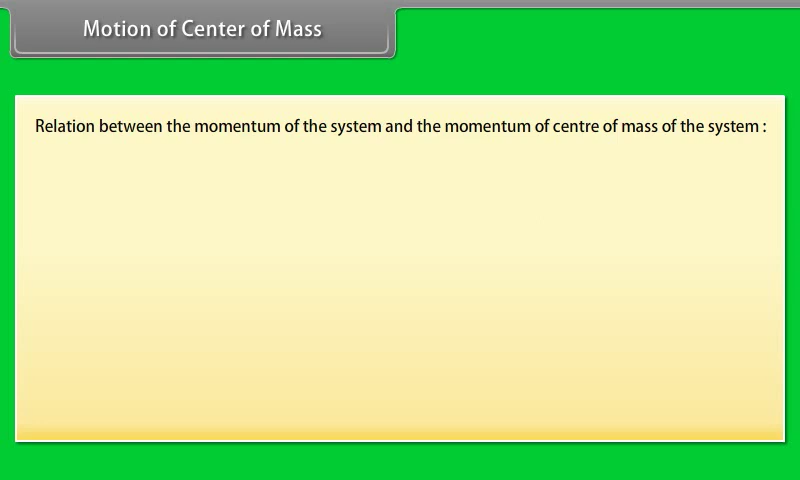 Motion of Center of Mass
Relation between the momentum of the system and the momentum of centre of mass of the system :